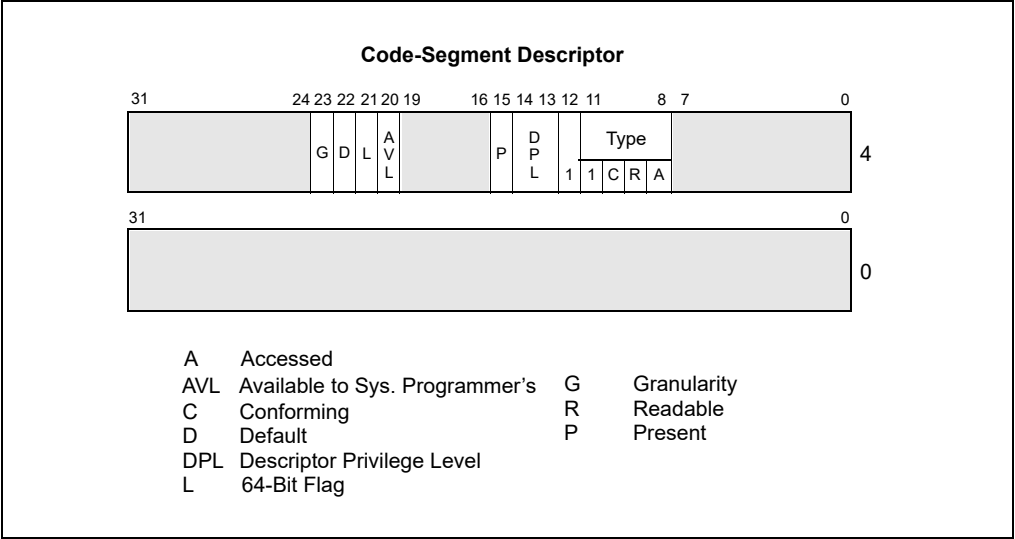 Code-Segment Descriptor
31 24 23 22 21 20 19 16 15 14 13 12 11 8 7 0
G D L AVL P DPL 1 Type 4
1 C R A
31 0
0
A Accessed
AVL Available to Sys. Programmer's G Granularity
C Conforming R Readable
D Default P Present
DPL Descriptor Privilege Level
L 64-Bit Flag